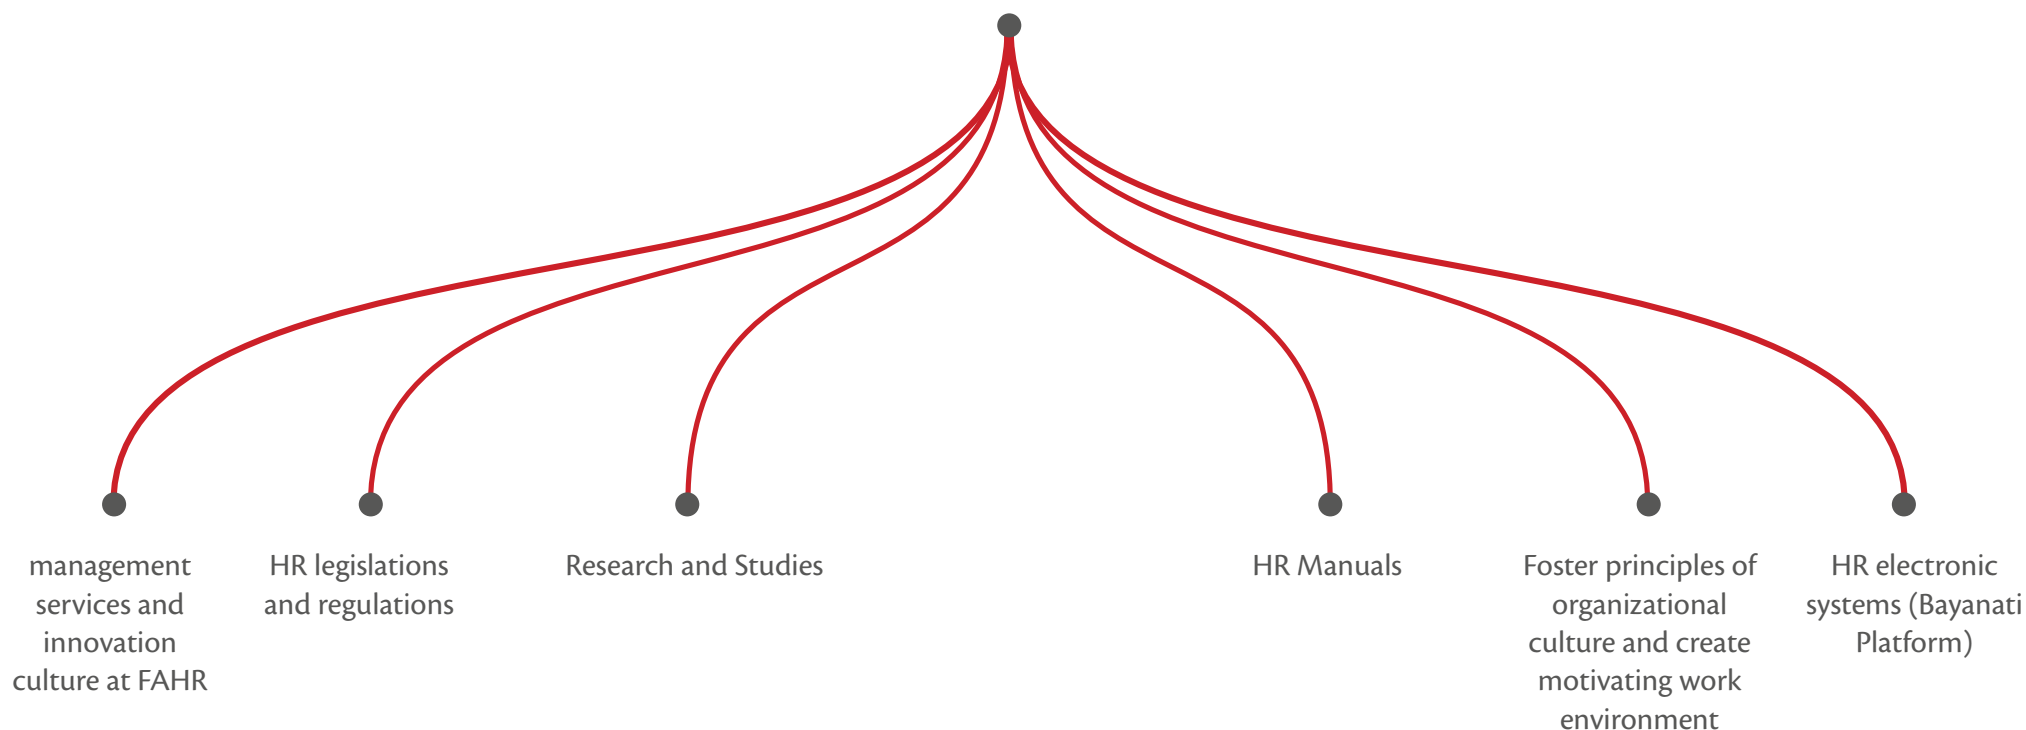 management
services and
innovation
culture at FAHR
HR legislations
and regulations
Research and Studies
HR Manuals
Foster principles of
organizational
culture and create
motivating work
environment
HR electronic
systems (Bayanati
Platform)